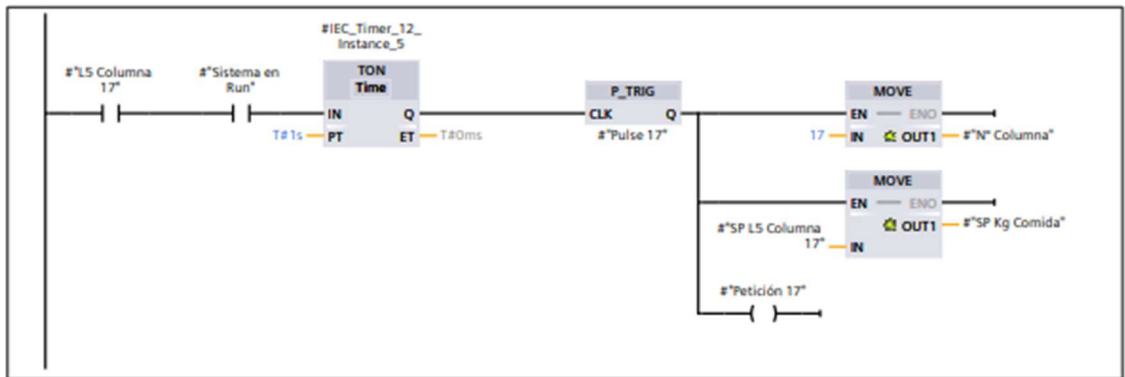 #IEC_Timer_12_
Instance_5
#"L5 Columna
17"
#"Sistema en
Run"
TON
Time
IN Q
T#1s PT ET T#0ms
P_TRIG
CLK Q
#"Pulse 17"
MOVE
EN ENO
17 IN OUT1 #"Nº Columna"
MOVE
EN ENO
OUT1 #"SP Kg Comida"
#"SP L5 Columna
17" IN
#"Petición 17"